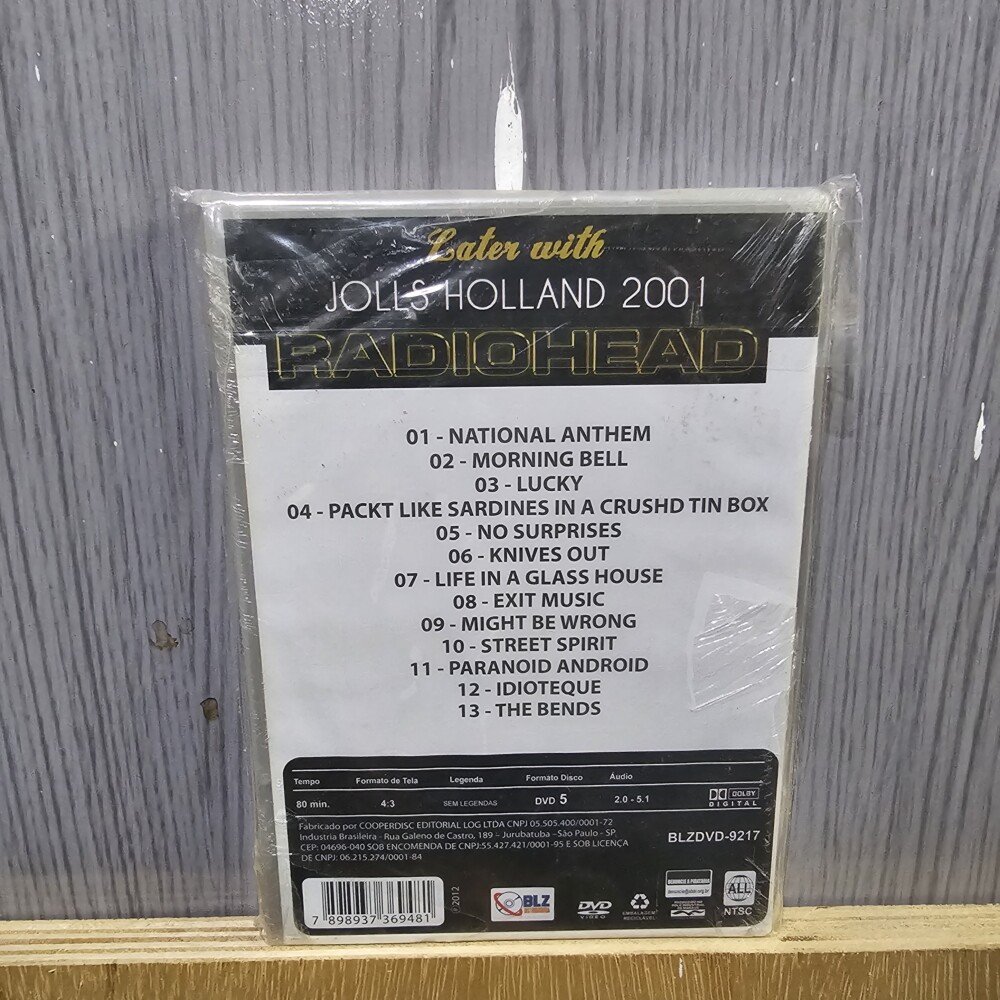 Later with
JOLLS HOLLAND 2001
RADIOHEAD
01 - NATIONAL ANTHEM
02 - MORNING BELL
03 - LUCKY
04 - PACKT LIKE SARDINES IN A CRUSHD TIN BOX
05 - NO SURPRISES
06 - KNIVES OUT
07 - LIFE IN A GLASS HOUSE
08 - EXIT MUSIC
09 - MIGHT BE WRONG
10 - STREET SPIRIT
11 - PARANOID ANDROID
12 - IDIOTEQUE
13 - THE BENDS
Tempo Formato de Tela Legenda Formato Disco Áudio
80 min. 4:3 SEM LEGENDAS DVD 5 2.0 - 5.1 DOLBY
DIGITAL
Fabricado por COOPERDISC EDITORIAL LOG LTDA CNPJ 05.505.400/0001-72
Industria Brasileira - Rua Galeno de Castro, 189 – Jurubatuba –São Paulo - SP,
CEP: 04696-040 SOB ENCOMENDA DE CNPJ:55.427.421/0001-95 E SOB LICENÇA
DE CNPJ: 06.215.274/0001-84
BLZDVD-9217
7 898937 369481
2012
BLZ
DVD
VIDEO
EMBALAGEM
RECICLÁVEL
DENUNCIE A PIRATARIA
ALL
NTSC